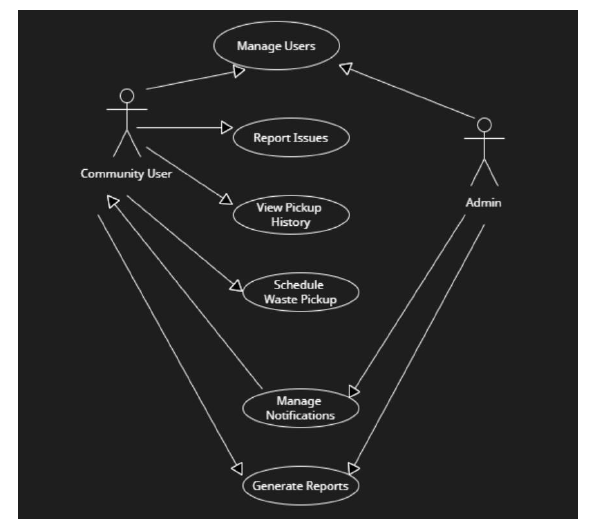 Manage Users
Report Issues
Community User
Admin
View Pickup
History
Schedule
Waste Pickup
Manage
Notifications
Generate Reports